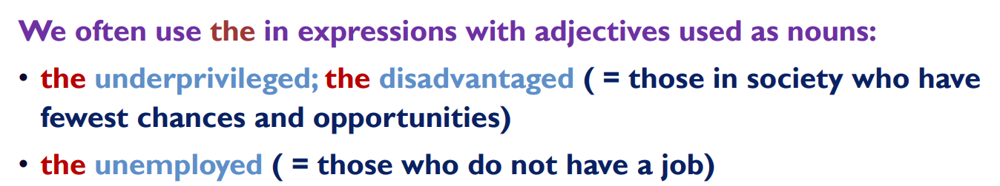 We often use the in expressions with adjectives used as nouns:
• the underprivileged; the disadvantaged ( = those in society who have
fewest chances and opportunities)
• the unemployed ( = those who do not have a job)